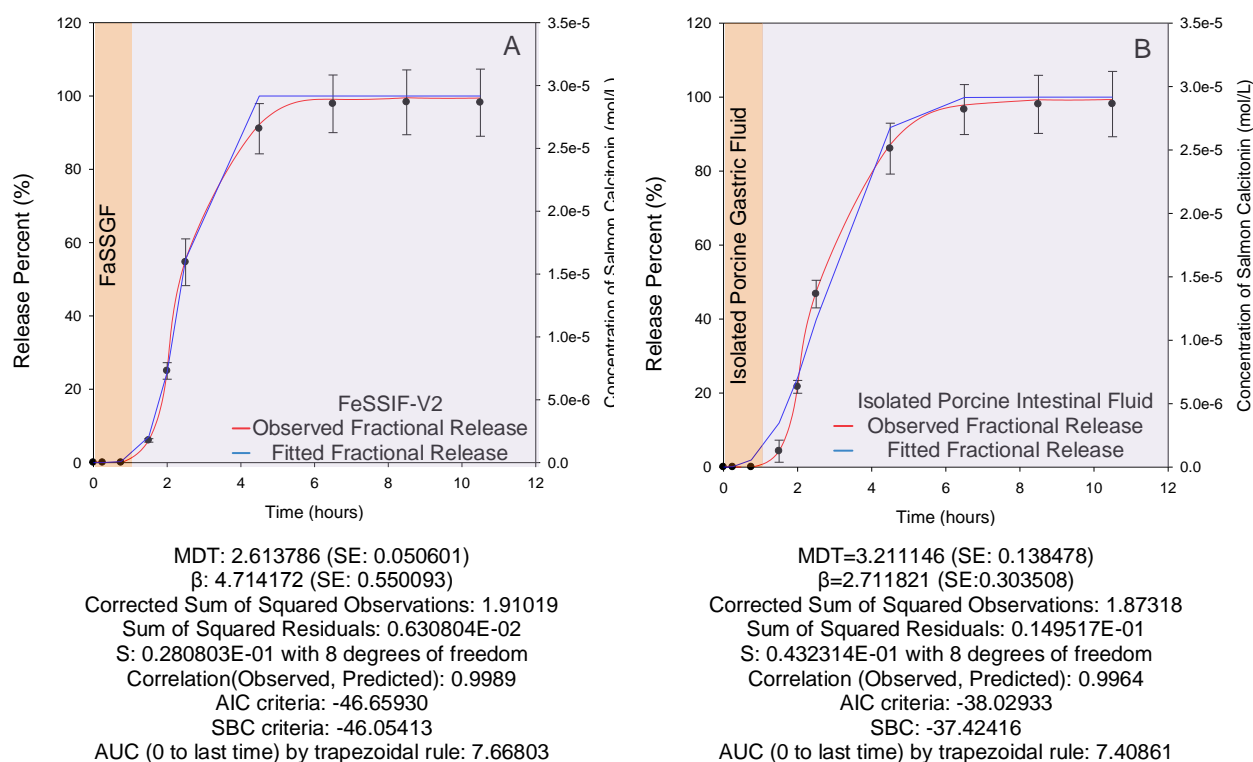 A
120
100
80
60
40
20
0
Release Percent (%)
FaSSGF
3.5e-5
3.0e-5
2.5e-5
2.0e-5
1.5e-5
1.0e-5
5.0e-6
0.0
Concentration of Salmon Calcitonin (mol/L)
FeSSIF-V2
Observed Fractional Release
Fitted Fractional Release
0 2 4 6 8 10 12
Time (hours)
MDT: 2.613786 (SE: 0.050601)
β: 4.714172 (SE: 0.550093)
Corrected Sum of Squared Observations: 1.91019
Sum of Squared Residuals: 0.630804E-02
S: 0.280803E-01 with 8 degrees of freedom
Correlation(Observed, Predicted): 0.9989
AIC criteria: -46.65930
SBC criteria: -46.05413
AUC (0 to last time) by trapezoidal rule: 7.66803
B
120
100
80
60
40
20
0
Release Percent (%)
Isolated Porcine Gastric Fluid
3.5e-5
3.0e-5
2.5e-5
2.0e-5
1.5e-5
1.0e-5
5.0e-6
0.0
Concentration of Salmon Calcitonin (mol/L)
Isolated Porcine Intestinal Fluid
Observed Fractional Release
Fitted Fractional Release
0 2 4 6 8 10 12
Time (hours)
MDT=3.211146 (SE: 0.138478)
β=2.711821 (SE:0.303508)
Corrected Sum of Squared Observations: 1.87318
Sum of Squared Residuals: 0.149517E-01
S: 0.432314E-01 with 8 degrees of freedom
Correlation (Observed, Predicted): 0.9964
AIC criteria: -38.02933
SBC: -37.42416
AUC (0 to last time) by trapezoidal rule: 7.40861